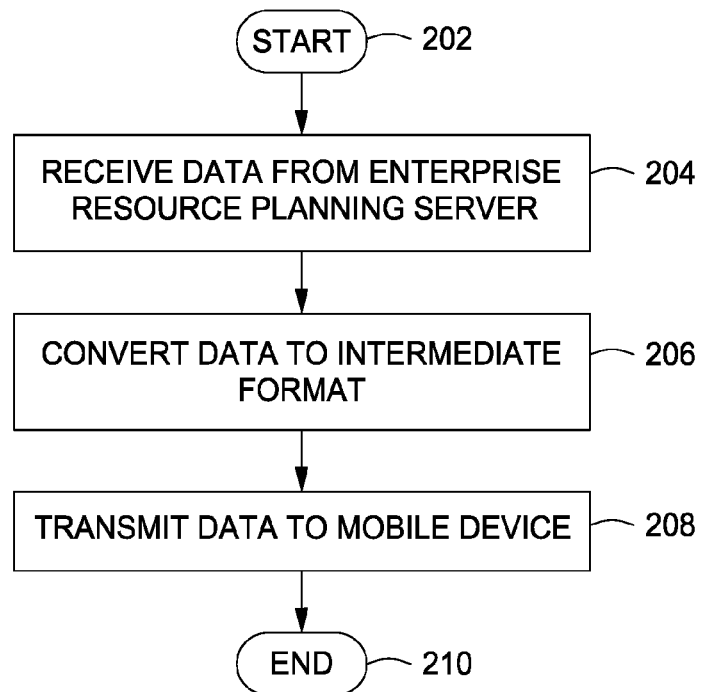 START 202
RECEIVE DATA FROM ENTERPRISE
RESOURCE PLANNING SERVER
204
CONVERT DATA TO INTERMEDIATE
FORMAT
206
TRANSMIT DATA TO MOBILE DEVICE 208
END 210